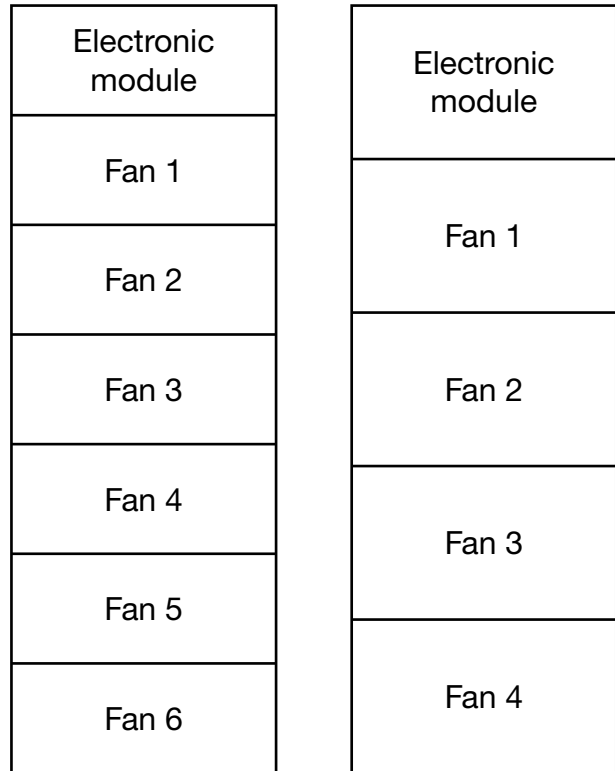 Electronic
module
Fan 1
Fan 2
Fan 3
Fan 4
Fan 5
Fan 6
Electronic
module
Fan 1
Fan 2
Fan 3
Fan 4